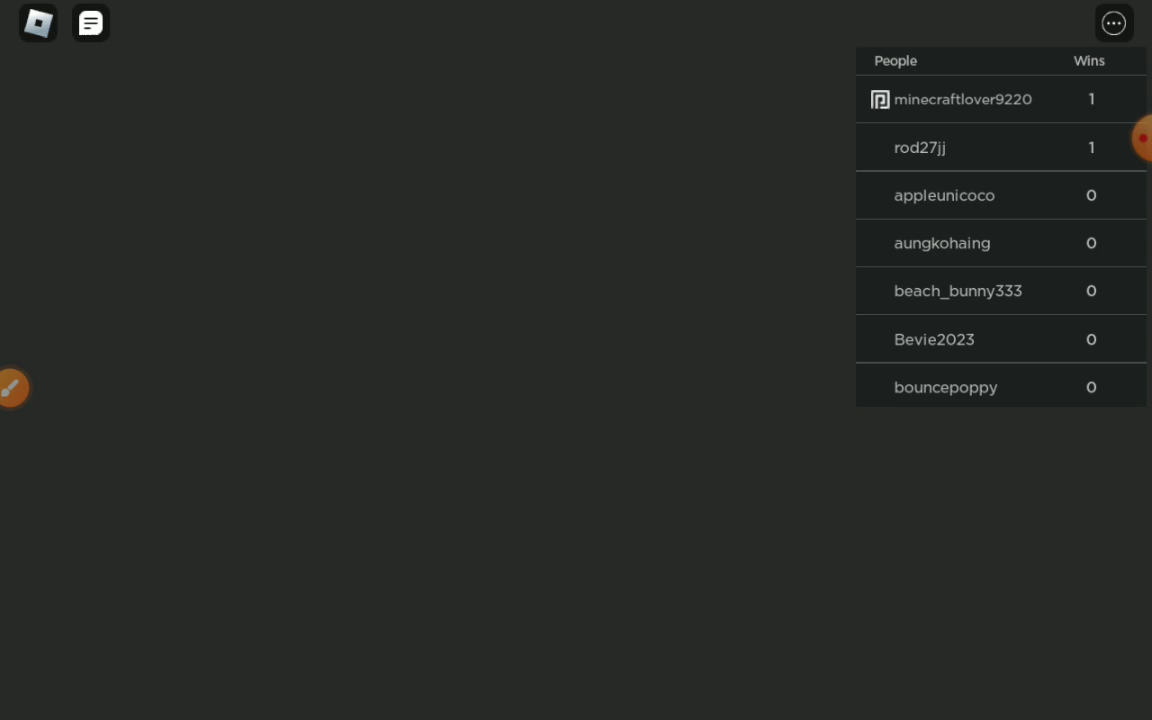 People Wins
minecraftlover9220 1
rod27jj 1
appleunicoco 0
aungkohaing 0
beach_bunny333 0
Bevie2023 0
bouncepoppy 0